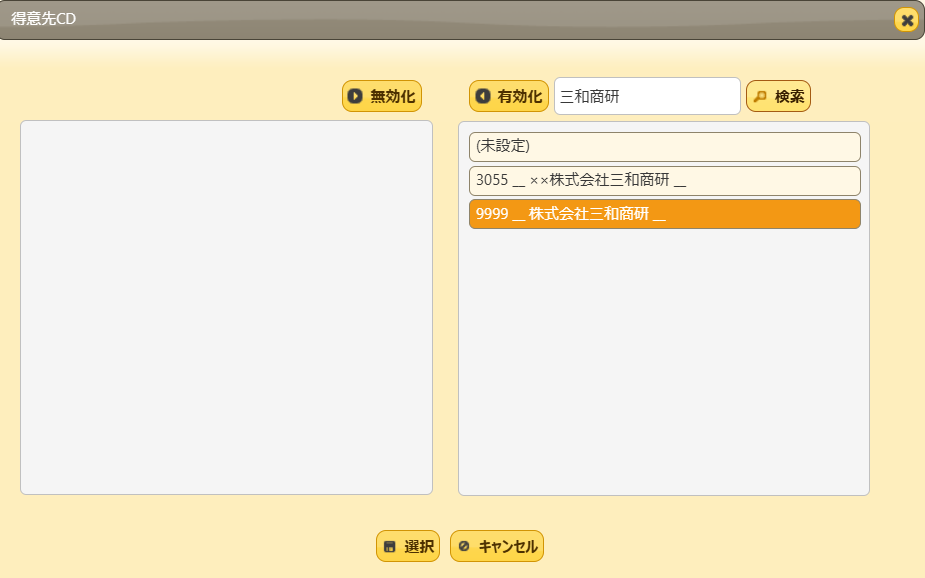 得意先CD
無効化
有効化
三和商研
検索
(未設定)
3055 __ ××株式会社三和商研 __
9999 __ 株式会社三和商研 __
選択
キャンセル